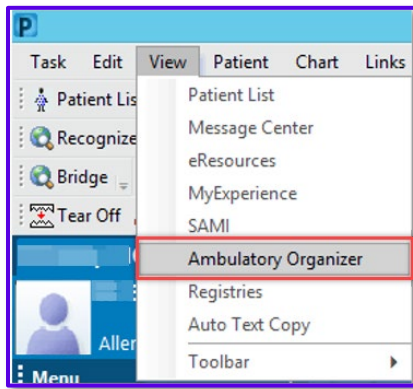 P
Task Edit View Patient Chart Links
Patient Lis
Patient List
Recognize
Message Center
eResources
Bridge
MyExperience
Tear Off
SAMI
Ambulatory Organizer
Registries
Auto Text Copy
Aller
Toolbar
Menu